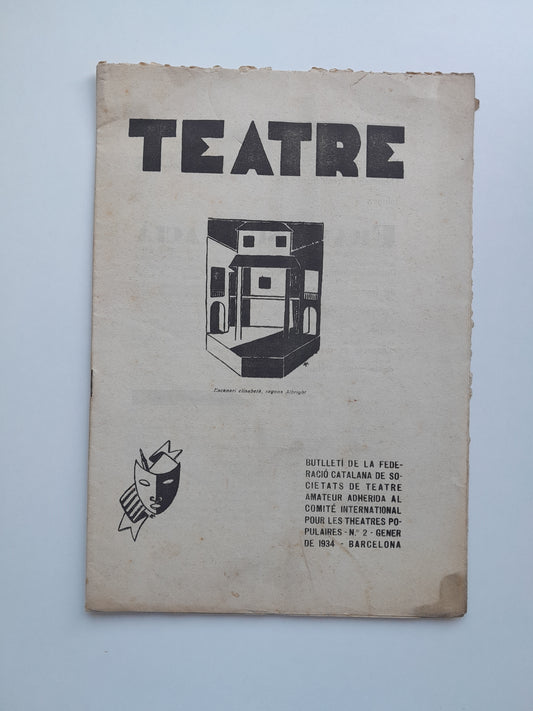 TEATRE
Escenari elisabetà, segons Albright
BUTLLETÍ DE LA FEDE-
RACIÓ CATALANA DE SO-
CIETATS DE TEATRE
AMATEUR ADHERIDA AL
COMITÉ INTERNATIONAL
POUR LES THEATRES PO-
PULAIRES - N.º 2 - GENER
DE 1934 - BARCELONA